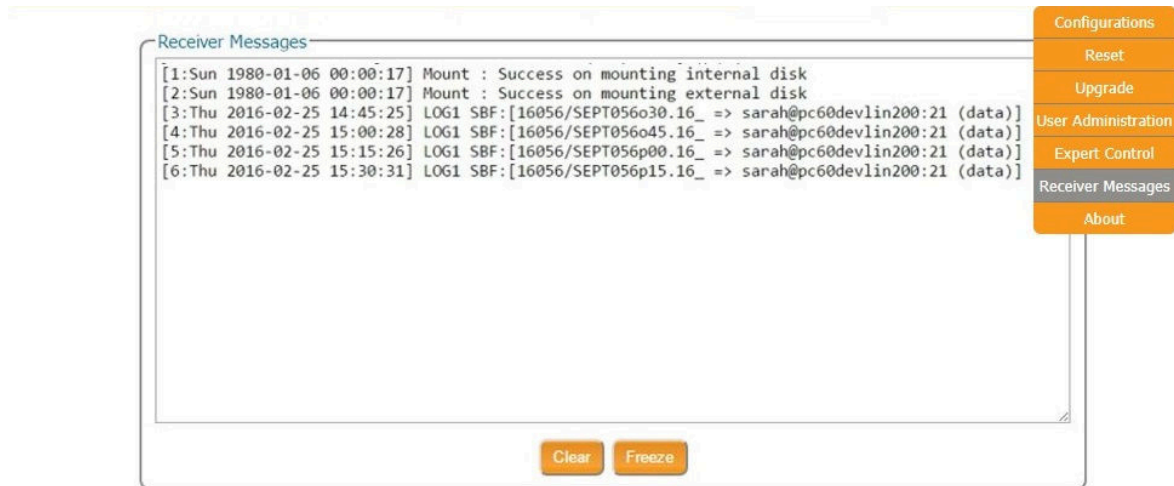 Receiver Messages
[1:Sun 1980-01-06 00:00:17] Mount : Success on mounting internal disk
[2:Sun 1980-01-06 00:00:17] Mount : Success on mounting external disk
[3:Thu 2016-02-25 14:45:25] LOG1 SBF:[16056/SEPT056o30.16_ => sarah@pc60devlin200:21 (data)]
[4:Thu 2016-02-25 15:00:28] LOG1 SBF:[16056/SEPT056o45.16_ => sarah@pc60devlin200:21 (data)]
[5:Thu 2016-02-25 15:15:26] LOG1 SBF:[16056/SEPT056p00.16_ => sarah@pc60devlin200:21 (data)]
[6:Thu 2016-02-25 15:30:31] LOG1 SBF:[16056/SEPT056p15.16_ => sarah@pc60devlin200:21 (data)]
Clear Freeze
Configurations
Reset
Upgrade
User Administration
Expert Control
Receiver Messages
About